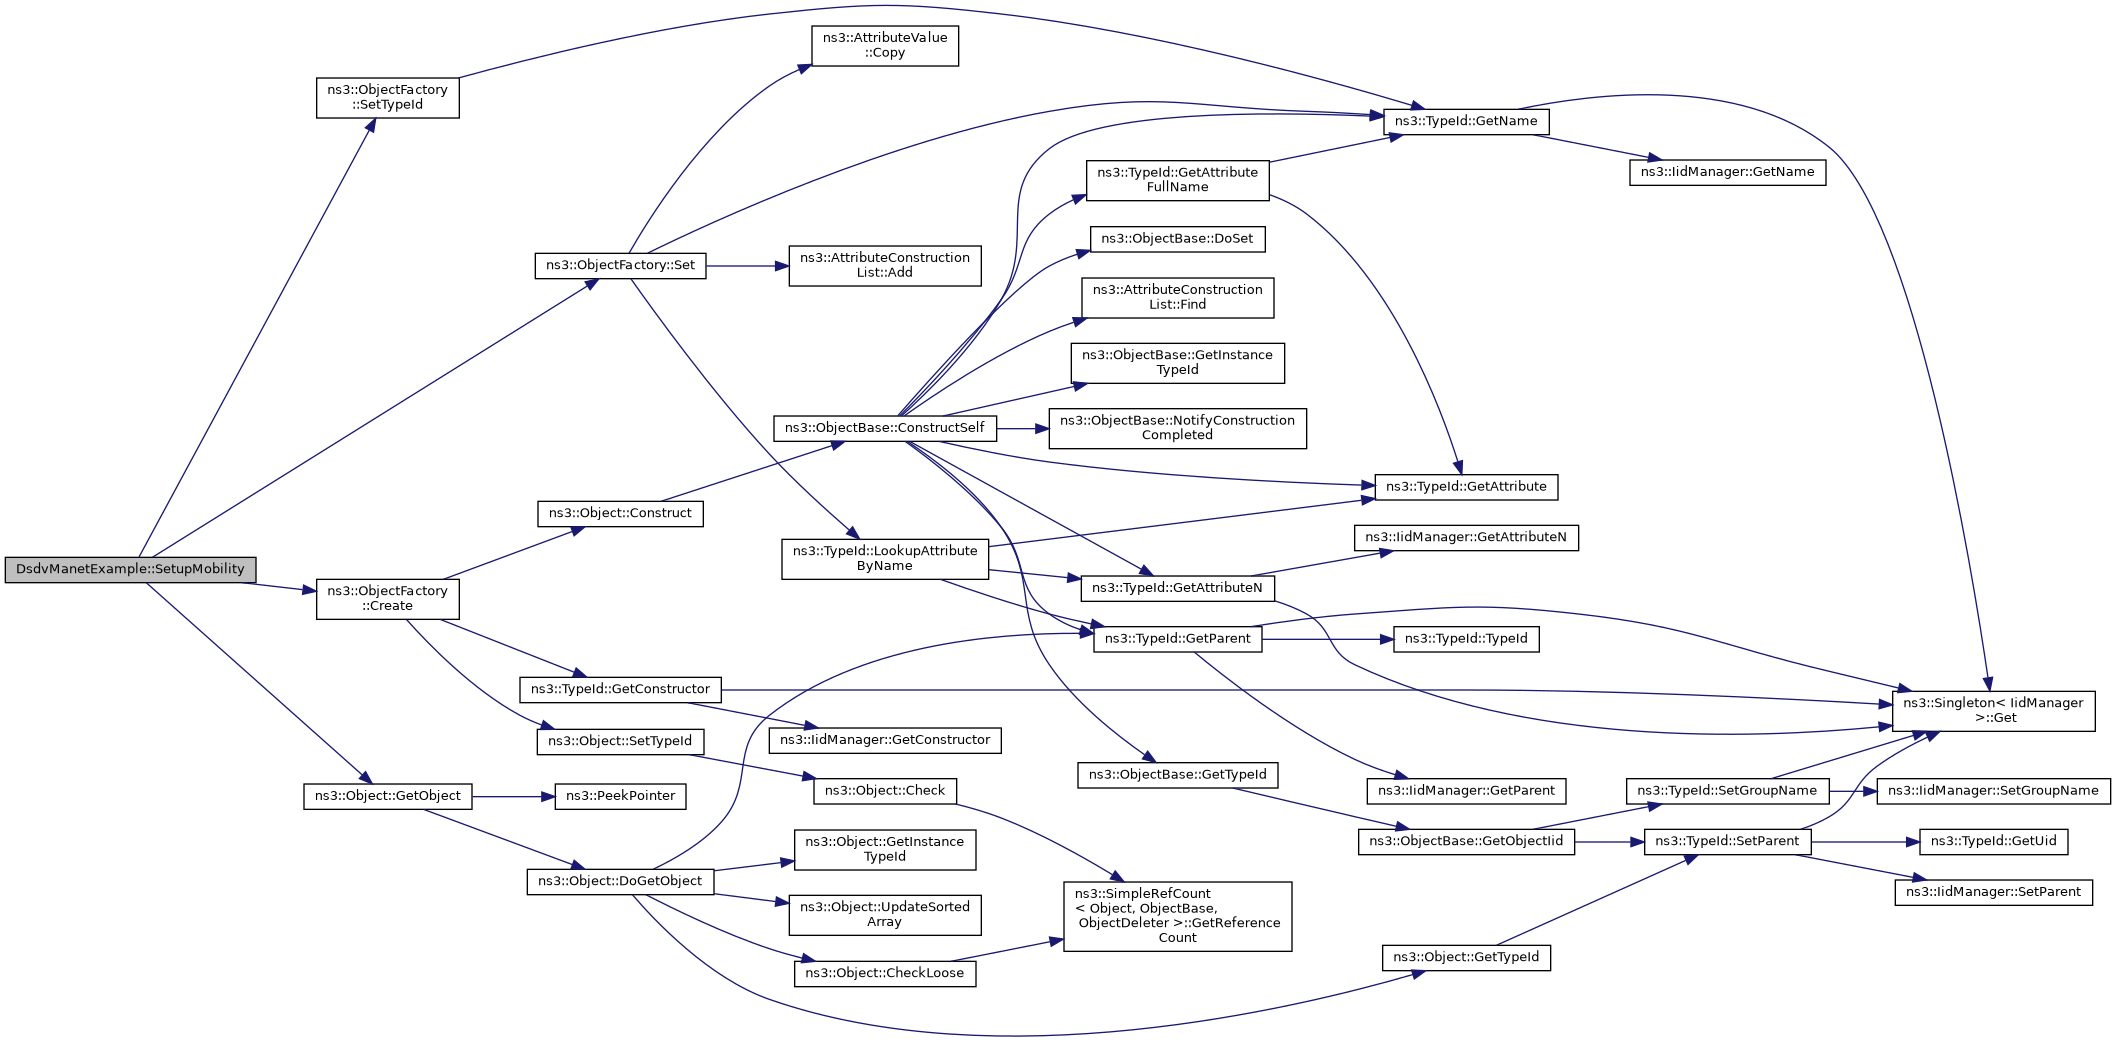 ns3::AttributeValue
::Copy
ns3::ObjectFactory
::SetTypeId
ns3::TypeId::GetName
ns3::IidManager::GetName
ns3::TypeId::GetAttribute
FullName
ns3::ObjectBase::DoSet
ns3::ObjectFactory::Set
ns3::AttributeConstruction
List::Add
ns3::AttributeConstruction
List::Find
ns3::ObjectBase::GetInstance
TypeId
ns3::ObjectBase::ConstructSelf
ns3::ObjectBase::NotifyConstruction
Completed
ns3::TypeId::GetAttribute
ns3::Object::Construct
ns3::IidManager::GetAttributeN
ns3::TypeId::LookupAttribute
ByName
DsdvManetExample::SetupMobility
ns3::ObjectFactory
::Create
ns3::TypeId::GetAttributeN
ns3::TypeId::GetParent
ns3::TypeId::TypeId
ns3::TypeId::GetConstructor
ns3::Singleton< IidManager
>::Get
ns3::Object::SetTypeId
ns3::IidManager::GetConstructor
ns3::ObjectBase::GetTypeId
ns3::Object::GetObject
ns3::PeekPointer
ns3::Object::Check
ns3::IidManager::GetParent
ns3::TypeId::SetGroupName
ns3::IidManager::SetGroupName
ns3::ObjectBase::GetObjectIid
ns3::TypeId::SetParent
ns3::TypeId::GetUid
ns3::Object::GetInstance
TypeId
ns3::Object::DoGetObject
ns3::IidManager::SetParent
ns3::Object::UpdateSorted
Array
ns3::SimpleRefCount
< Object, ObjectBase,
ObjectDeleter >::GetReference
Count
ns3::Object::CheckLoose
ns3::Object::GetTypeId